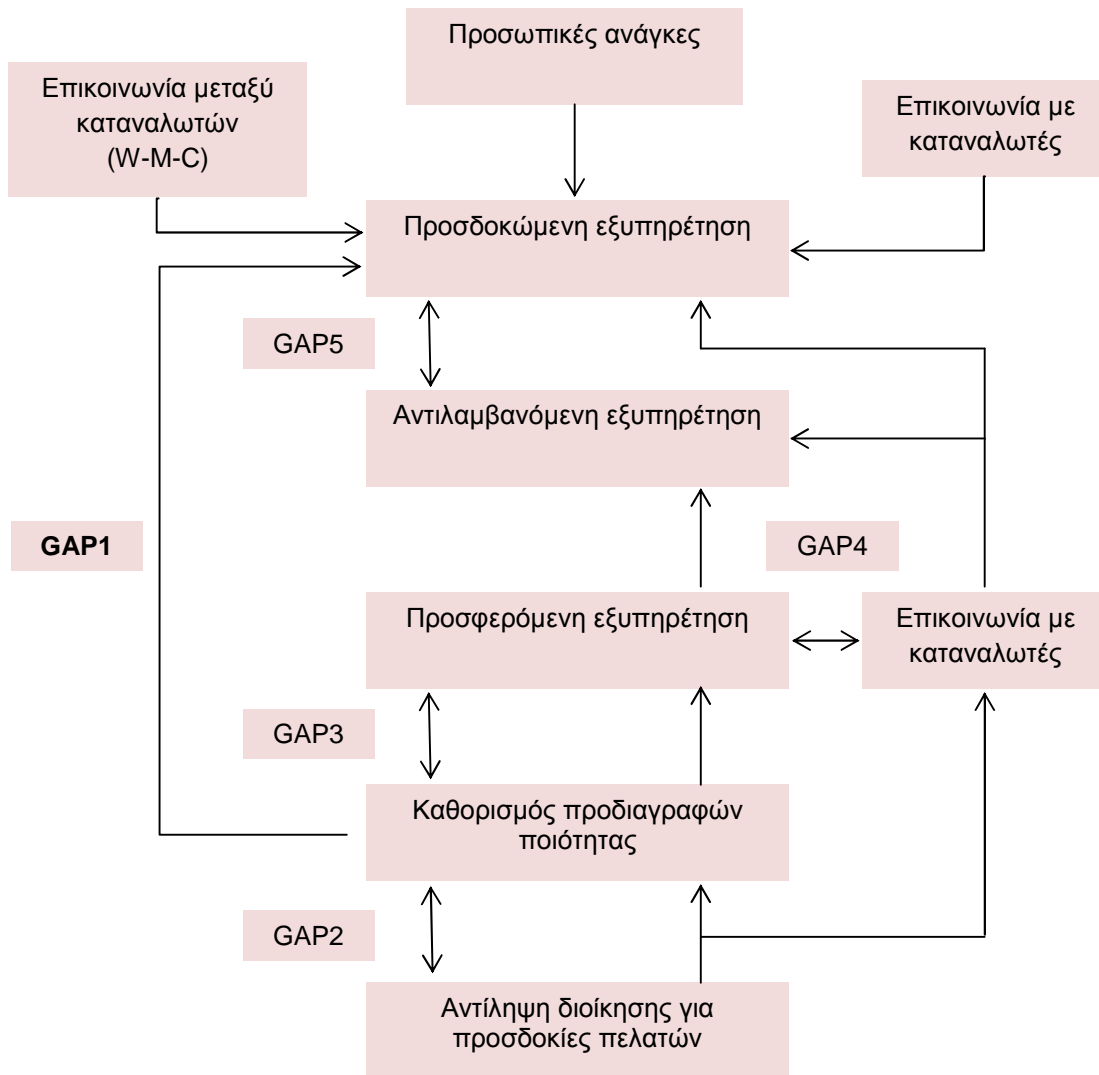 Προσωπικές ανάγκες
Επικοινωνία μεταξύ
καταναλωτών
(W-M-C)
Επικοινωνία με
καταναλωτές
Προσδοκώμενη εξυπηρέτηση
GAP5
Αντιλαμβανόμενη εξυπηρέτηση
GAP1
GAP4
Προσφερόμενη εξυπηρέτηση
Επικοινωνία με
καταναλωτές
GAP3
Καθορισμός προδιαγραφών
ποιότητας
GAP2
Αντίληψη διοίκησης για
προσδοκίες πελατών